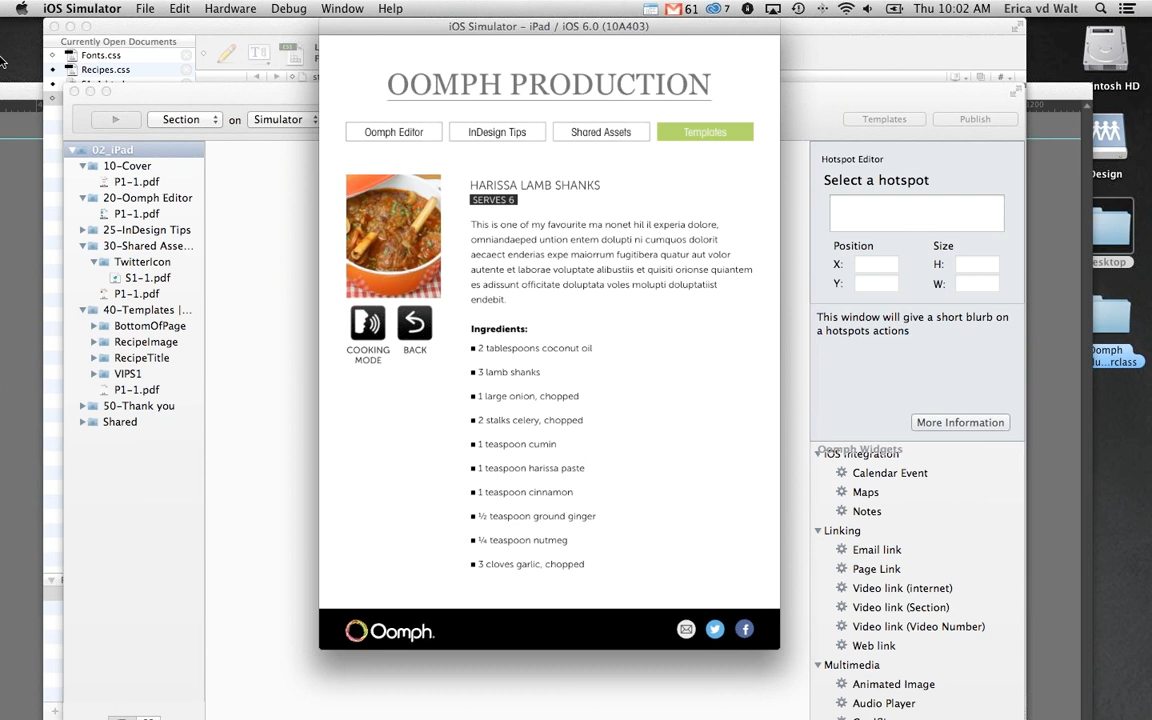 iOS Simulator File Edit Hardware Debug Window Help 61 7 Thu 10:02 AM Erica vd Walt
iOS Simulator - iPad / iOS 6.0 (10A403)
Currently Open Documents
Fonts.css
Recipes.css
Section on Simulator
Templates Publish
1200
02_iPad
10-Cover
P1-1.pdf
20-Oomph Editor
P1-1.pdf
25-InDesign Tips
30-Shared Asse...
TwitterIcon
S1-1.pdf
P1-1.pdf
40-Templates |...
BottomOfPage
RecipeImage
RecipeTitle
VIPS1
P1-1.pdf
50-Thank you
Shared
OOMPH PRODUCTION
Oomph Editor InDesign Tips Shared Assets Templates
HARISSA LAMB SHANKS
SERVES 6
This is one of my favourite ma nonet hil il experia dolore,
omniandaeped untion entem dolupti ni cumquos dolorit
aecaect enderias expe maiorrum fugitibera quatur aut volor
autente et laborae voluptate alibustiis et quisiti orionse quiantem
es adissunt officitate doluptata voles molupti doluptatiist
endebit.
COOKING
MODE
BACK
Ingredients:
■ 2 tablespoons coconut oil
■ 3 lamb shanks
■ 1 large onion, chopped
■ 2 stalks celery, chopped
■ 1 teaspoon cumin
■ 1 teaspoon harissa paste
■ 1 teaspoon cinnamon
■ ½ teaspoon ground ginger
■ ¼ teaspoon nutmeg
■ 3 cloves garlic, chopped
Oomph.
Hotspot Editor
Select a hotspot
Position Size
X: H:
Y: W:
This window will give a short blurb on
a hotspots actions
More Information
Oomph Widgets
iOS Integration
Calendar Event
Maps
Notes
Linking
Email link
Page Link
Video link (internet)
Video link (Section)
Video link (Video Number)
Web link
Multimedia
Animated Image
Audio Player
ntosh HD
Design
esktop
Oomph
lu...rclass